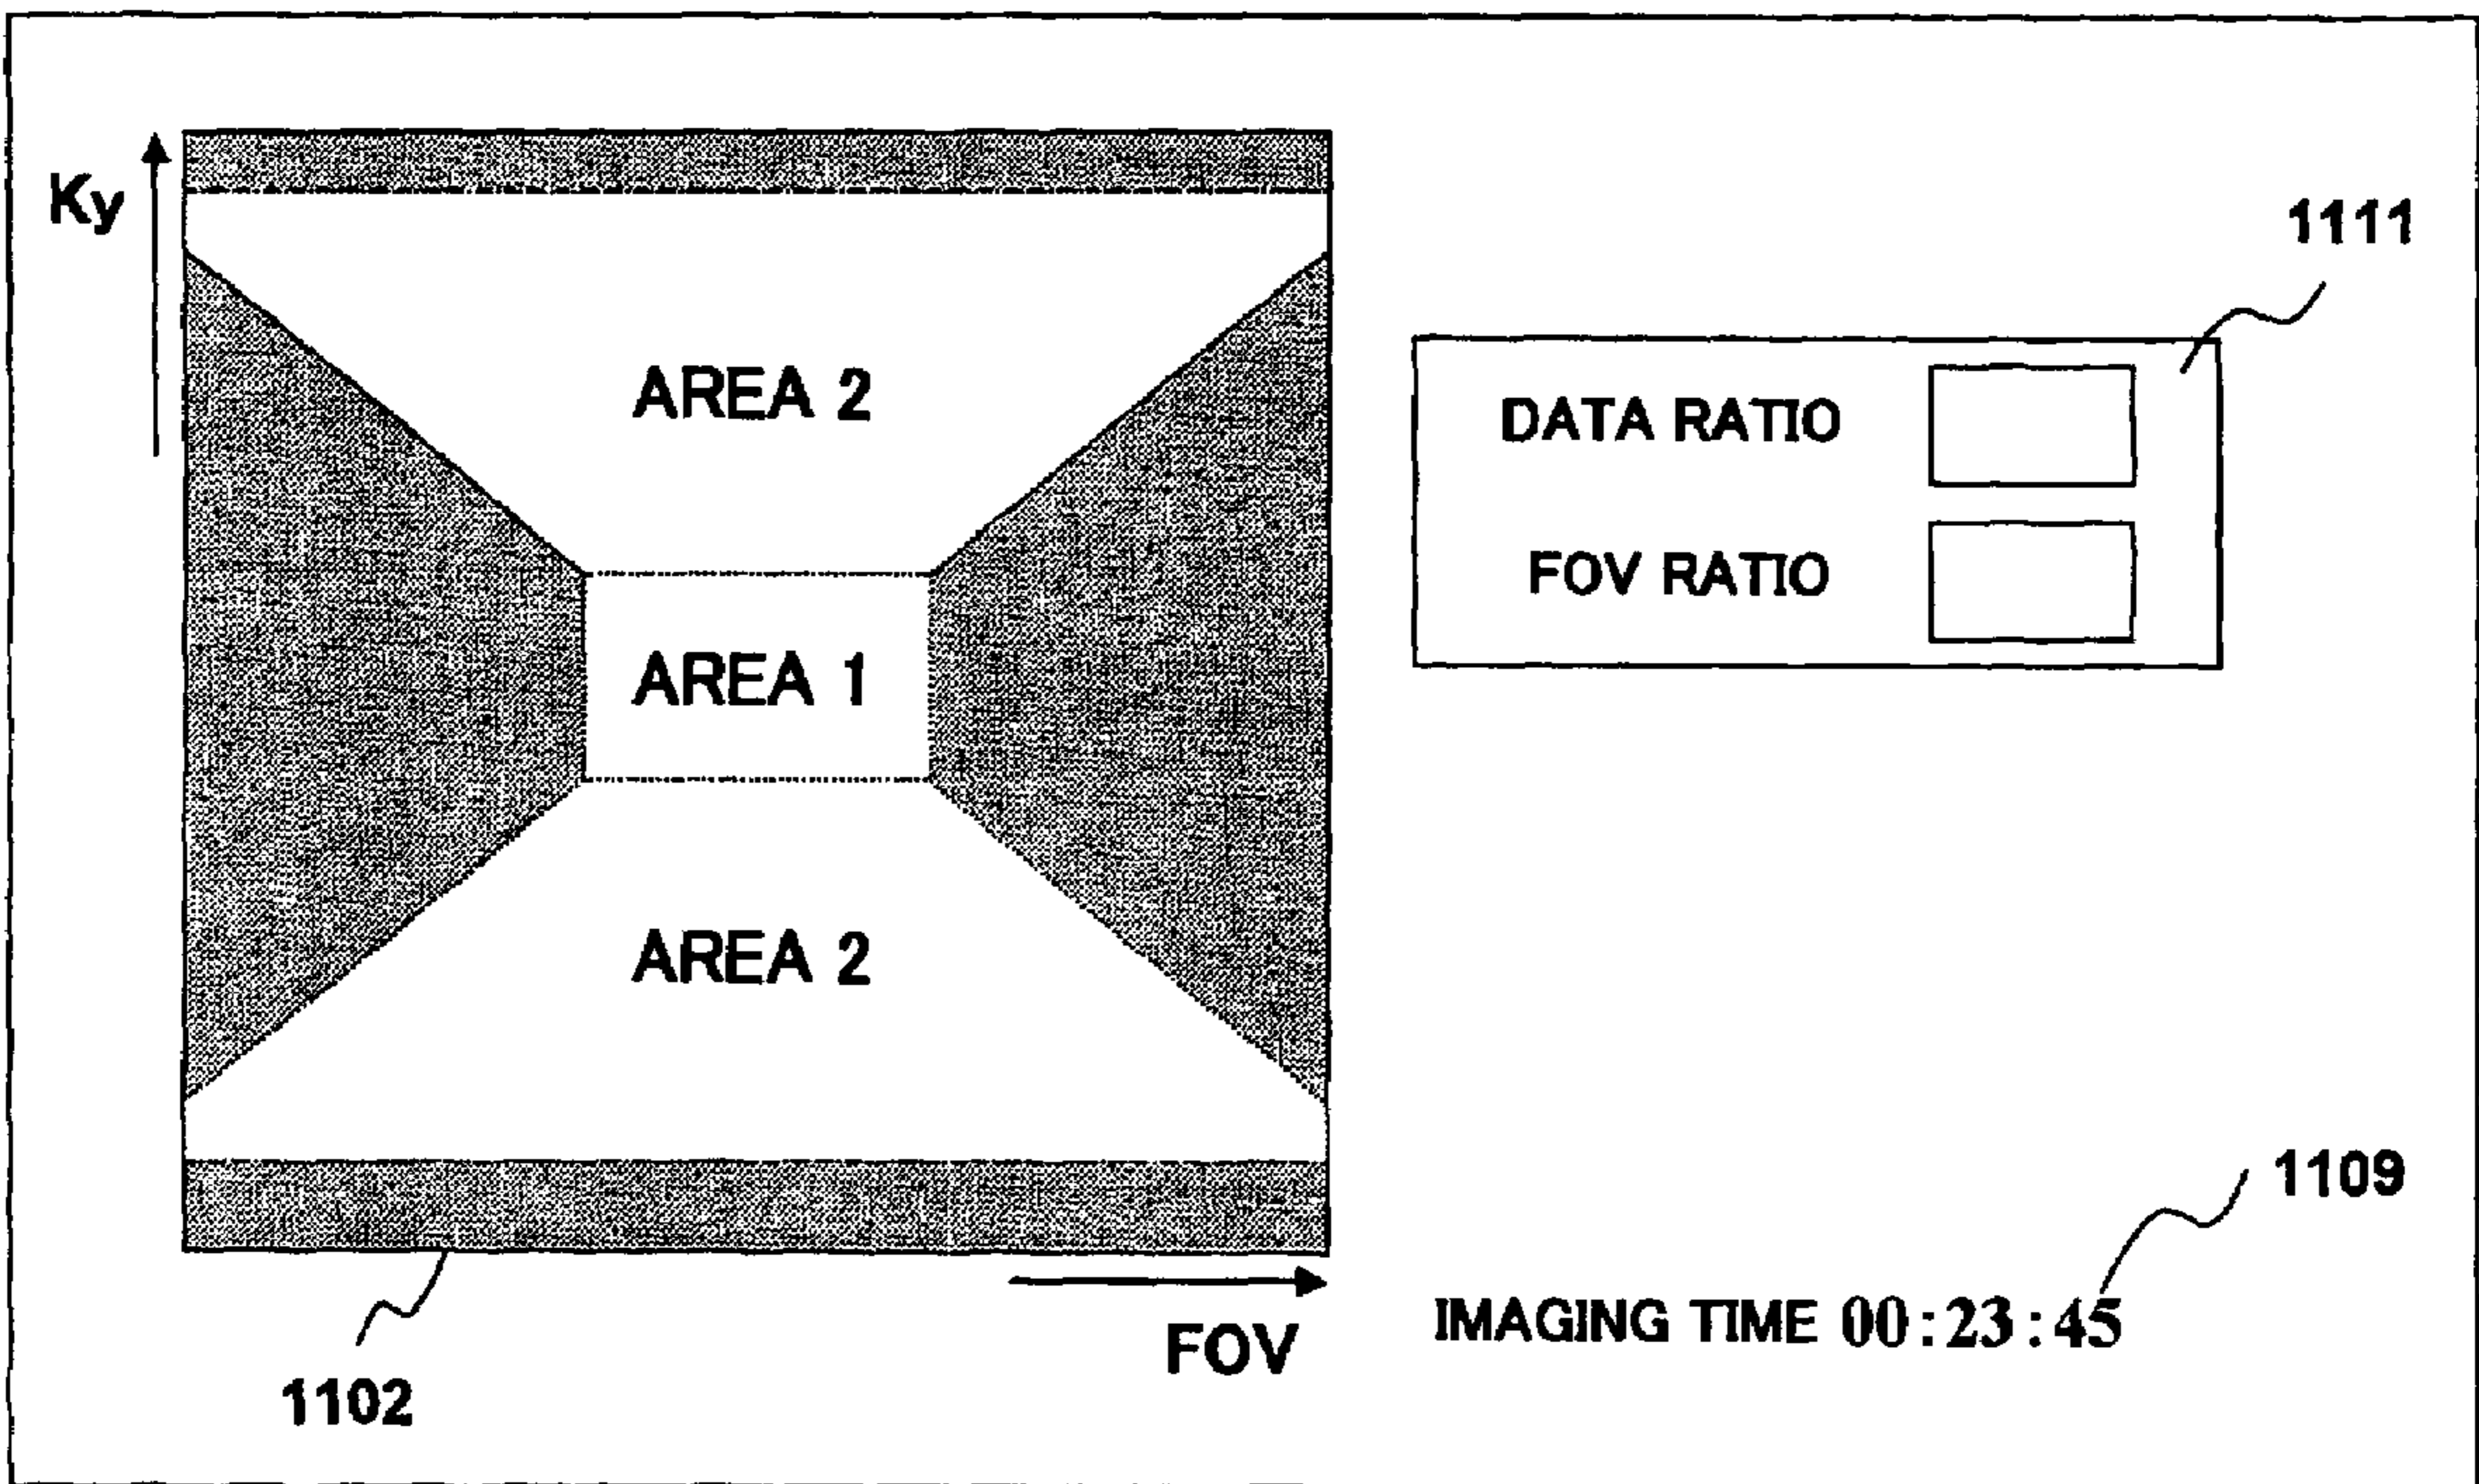 Ky
1111
AREA 2
DATA RATIO
FOV RATIO
AREA 1
AREA 2
1109
IMAGING TIME 00:23:45
FOV
1102